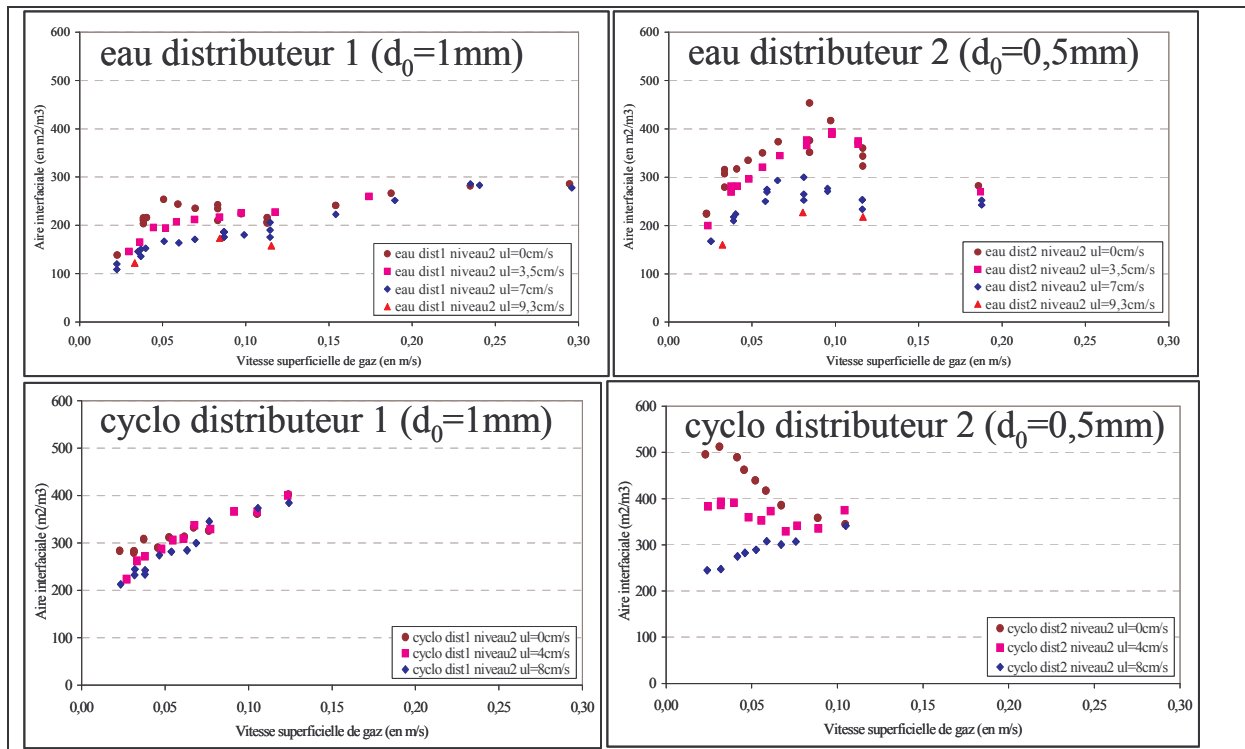 eau distributeur 1 (d0=1mm)
Aire interfaciale (en m2/m3)
600
500
400
300
200
100
0
eau dist1 niveau2 ul=0cm/s
eau dist1 niveau2 ul=3,5cm/s
eau dist1 niveau2 ul=7cm/s
eau dist1 niveau2 ul=9,3cm/s
0,00 0,05 0,10 0,15 0,20 0,25 0,30
Vitesse superficielle de gaz (en m/s)
eau distributeur 2 (d0=0,5mm)
Aire interfaciale (en m2/m3)
600
500
400
300
200
100
0
eau dist2 niveau2 ul=0cm/s
eau dist2 niveau2 ul=3,5cm/s
eau dist2 niveau2 ul=7cm/s
eau dist2 niveau2 ul=9,3cm/s
0,00 0,05 0,10 0,15 0,20 0,25 0,30
Vitesse superficielle de gaz (en m/s)
cyclo distributeur 1 (d0=1mm)
Aire interfaciale (m2/m3)
600
500
400
300
200
100
0
cyclo dist1 niveau2 ul=0cm/s
cyclo dist1 niveau2 ul=4cm/s
cyclo dist1 niveau2 ul=8cm/s
0,00 0,05 0,10 0,15 0,20 0,25 0,30
Vitesse superficielle de gaz (en m/s)
cyclo distributeur 2 (d0=0,5mm)
Aire interfaciale (m2/m3)
600
500
400
300
200
100
0
cyclo dist2 niveau2 ul=0cm/s
cyclo dist2 niveau2 ul=4cm/s
cyclo dist2 niveau2 ul=8cm/s
0,00 0,05 0,10 0,15 0,20 0,25 0,30
Vitesse superficielle de gaz (en m/s)